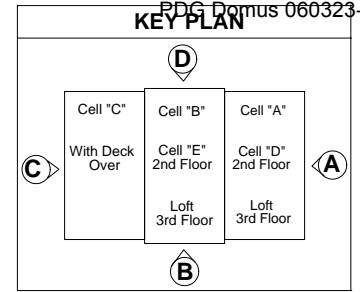 PDG Domus 060323-
KEY PLAN
D
Cell "C"
Cell "B"
Cell "A"
With Deck
Over
Cell "E"
2nd Floor
Cell "D"
2nd Floor
C
A
Loft
3rd Floor
Loft
3rd Floor
B